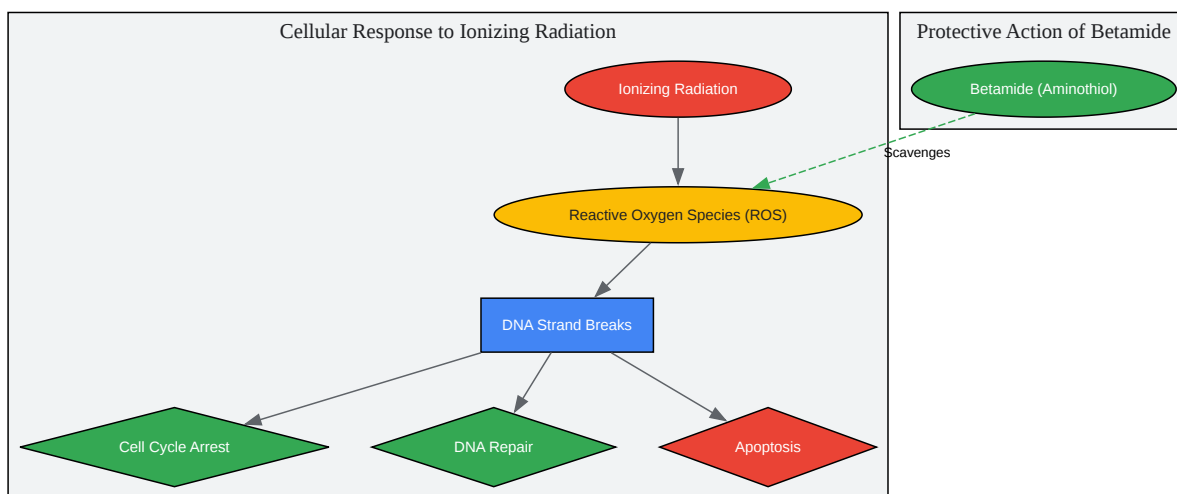 Cellular Response to Ionizing Radiation
Protective Action of Betamide
Ionizing Radiation
Betamide (Aminothiol)
Scavenges
Reactive Oxygen Species (ROS)
DNA Strand Breaks
Cell Cycle Arrest
DNA Repair
Apoptosis